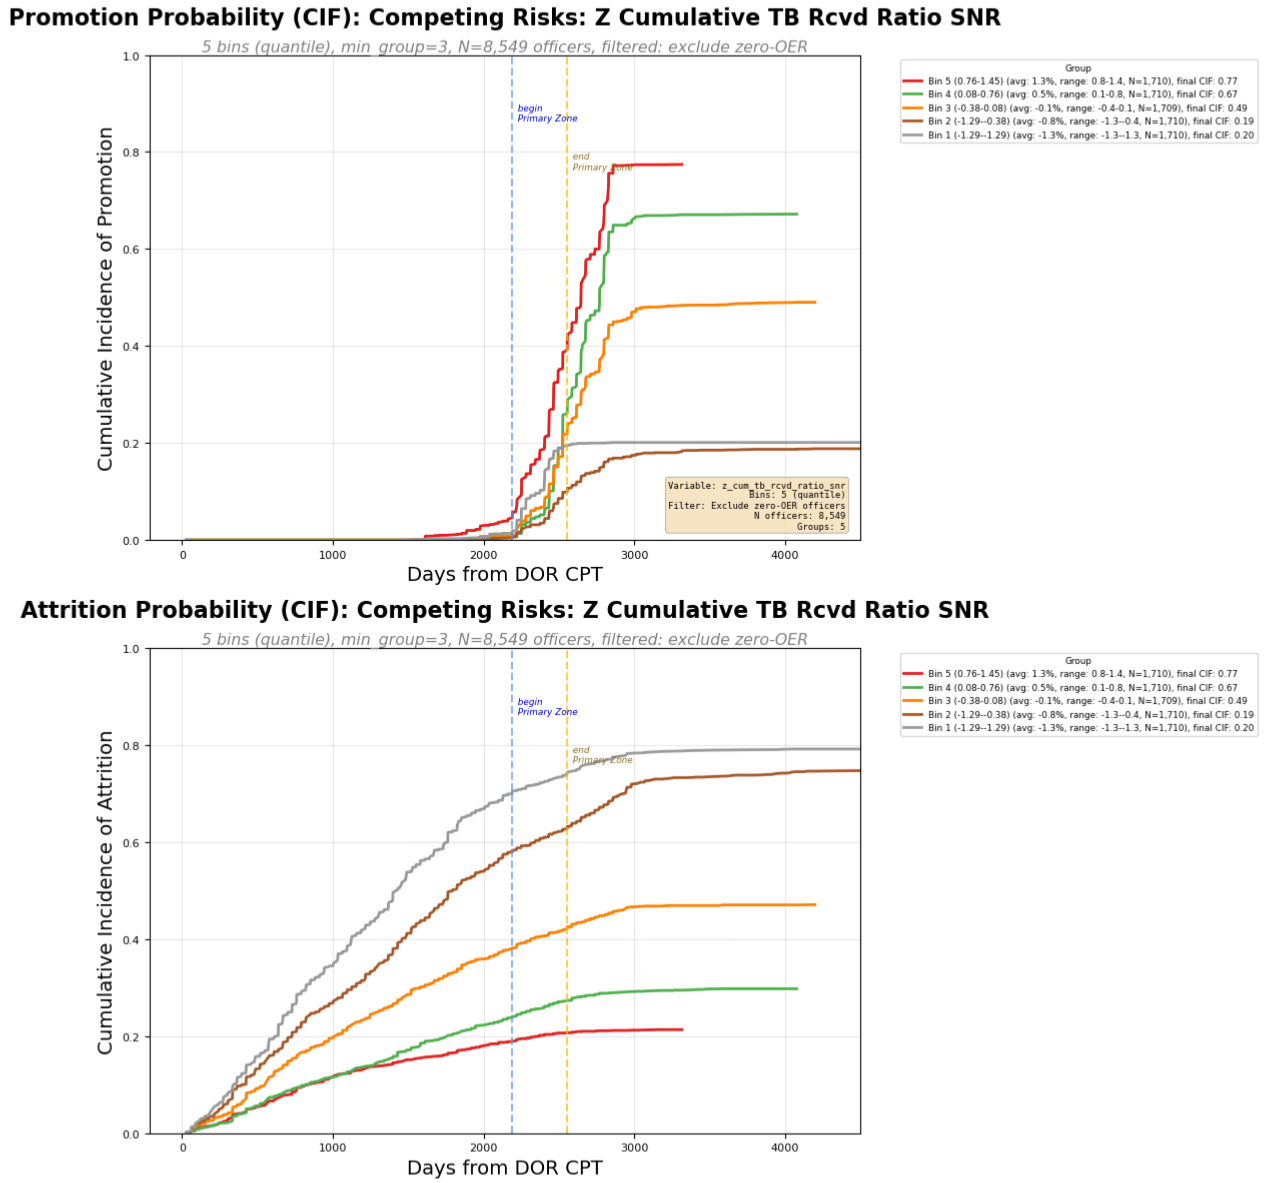 Promotion Probability (CIF): Competing Risks: Z Cumulative TB Rcvd Ratio SNR
5 bins (quantile), min_group=3, N=8,549 officers, filtered: exclude zero-OER
1.0
0.8
0.6
0.4
0.2
0.0
Cumulative Incidence of Promotion
begin
Primary Zone
end
Primary Zone
Variable: z_cum_tb_rcvd_ratio_snr
Bins: 5 (quantile)
Filter: Exclude zero-OER officers
N officers: 8,549
Groups: 5
0
1000
2000
3000
4000
Days from DOR CPT
Group
Bin 5 (0.76-1.45) (avg: 1.3%, range: 0.8-1.4, N=1,710), final CIF: 0.77
Bin 4 (0.08-0.76) (avg: 0.5%, range: 0.1-0.8, N=1,710), final CIF: 0.67
Bin 3 (-0.38-0.08) (avg: -0.1%, range: -0.4-0.1, N=1,709), final CIF: 0.49
Bin 2 (-1.29--0.38) (avg: -0.8%, range: -1.3--0.4, N=1,710), final CIF: 0.19
Bin 1 (-1.29--1.29) (avg: -1.3%, range: -1.3--1.3, N=1,710), final CIF: 0.20
Attrition Probability (CIF): Competing Risks: Z Cumulative TB Rcvd Ratio SNR
5 bins (quantile), min_group=3, N=8,549 officers, filtered: exclude zero-OER
1.0
0.8
0.6
0.4
0.2
0.0
Cumulative Incidence of Attrition
begin
Primary Zone
end
Primary Zone
0
1000
2000
3000
4000
Days from DOR CPT
Group
Bin 5 (0.76-1.45) (avg: 1.3%, range: 0.8-1.4, N=1,710), final CIF: 0.77
Bin 4 (0.08-0.76) (avg: 0.5%, range: 0.1-0.8, N=1,710), final CIF: 0.67
Bin 3 (-0.38-0.08) (avg: -0.1%, range: -0.4-0.1, N=1,709), final CIF: 0.49
Bin 2 (-1.29--0.38) (avg: -0.8%, range: -1.3--0.4, N=1,710), final CIF: 0.19
Bin 1 (-1.29--1.29) (avg: -1.3%, range: -1.3--1.3, N=1,710), final CIF: 0.20